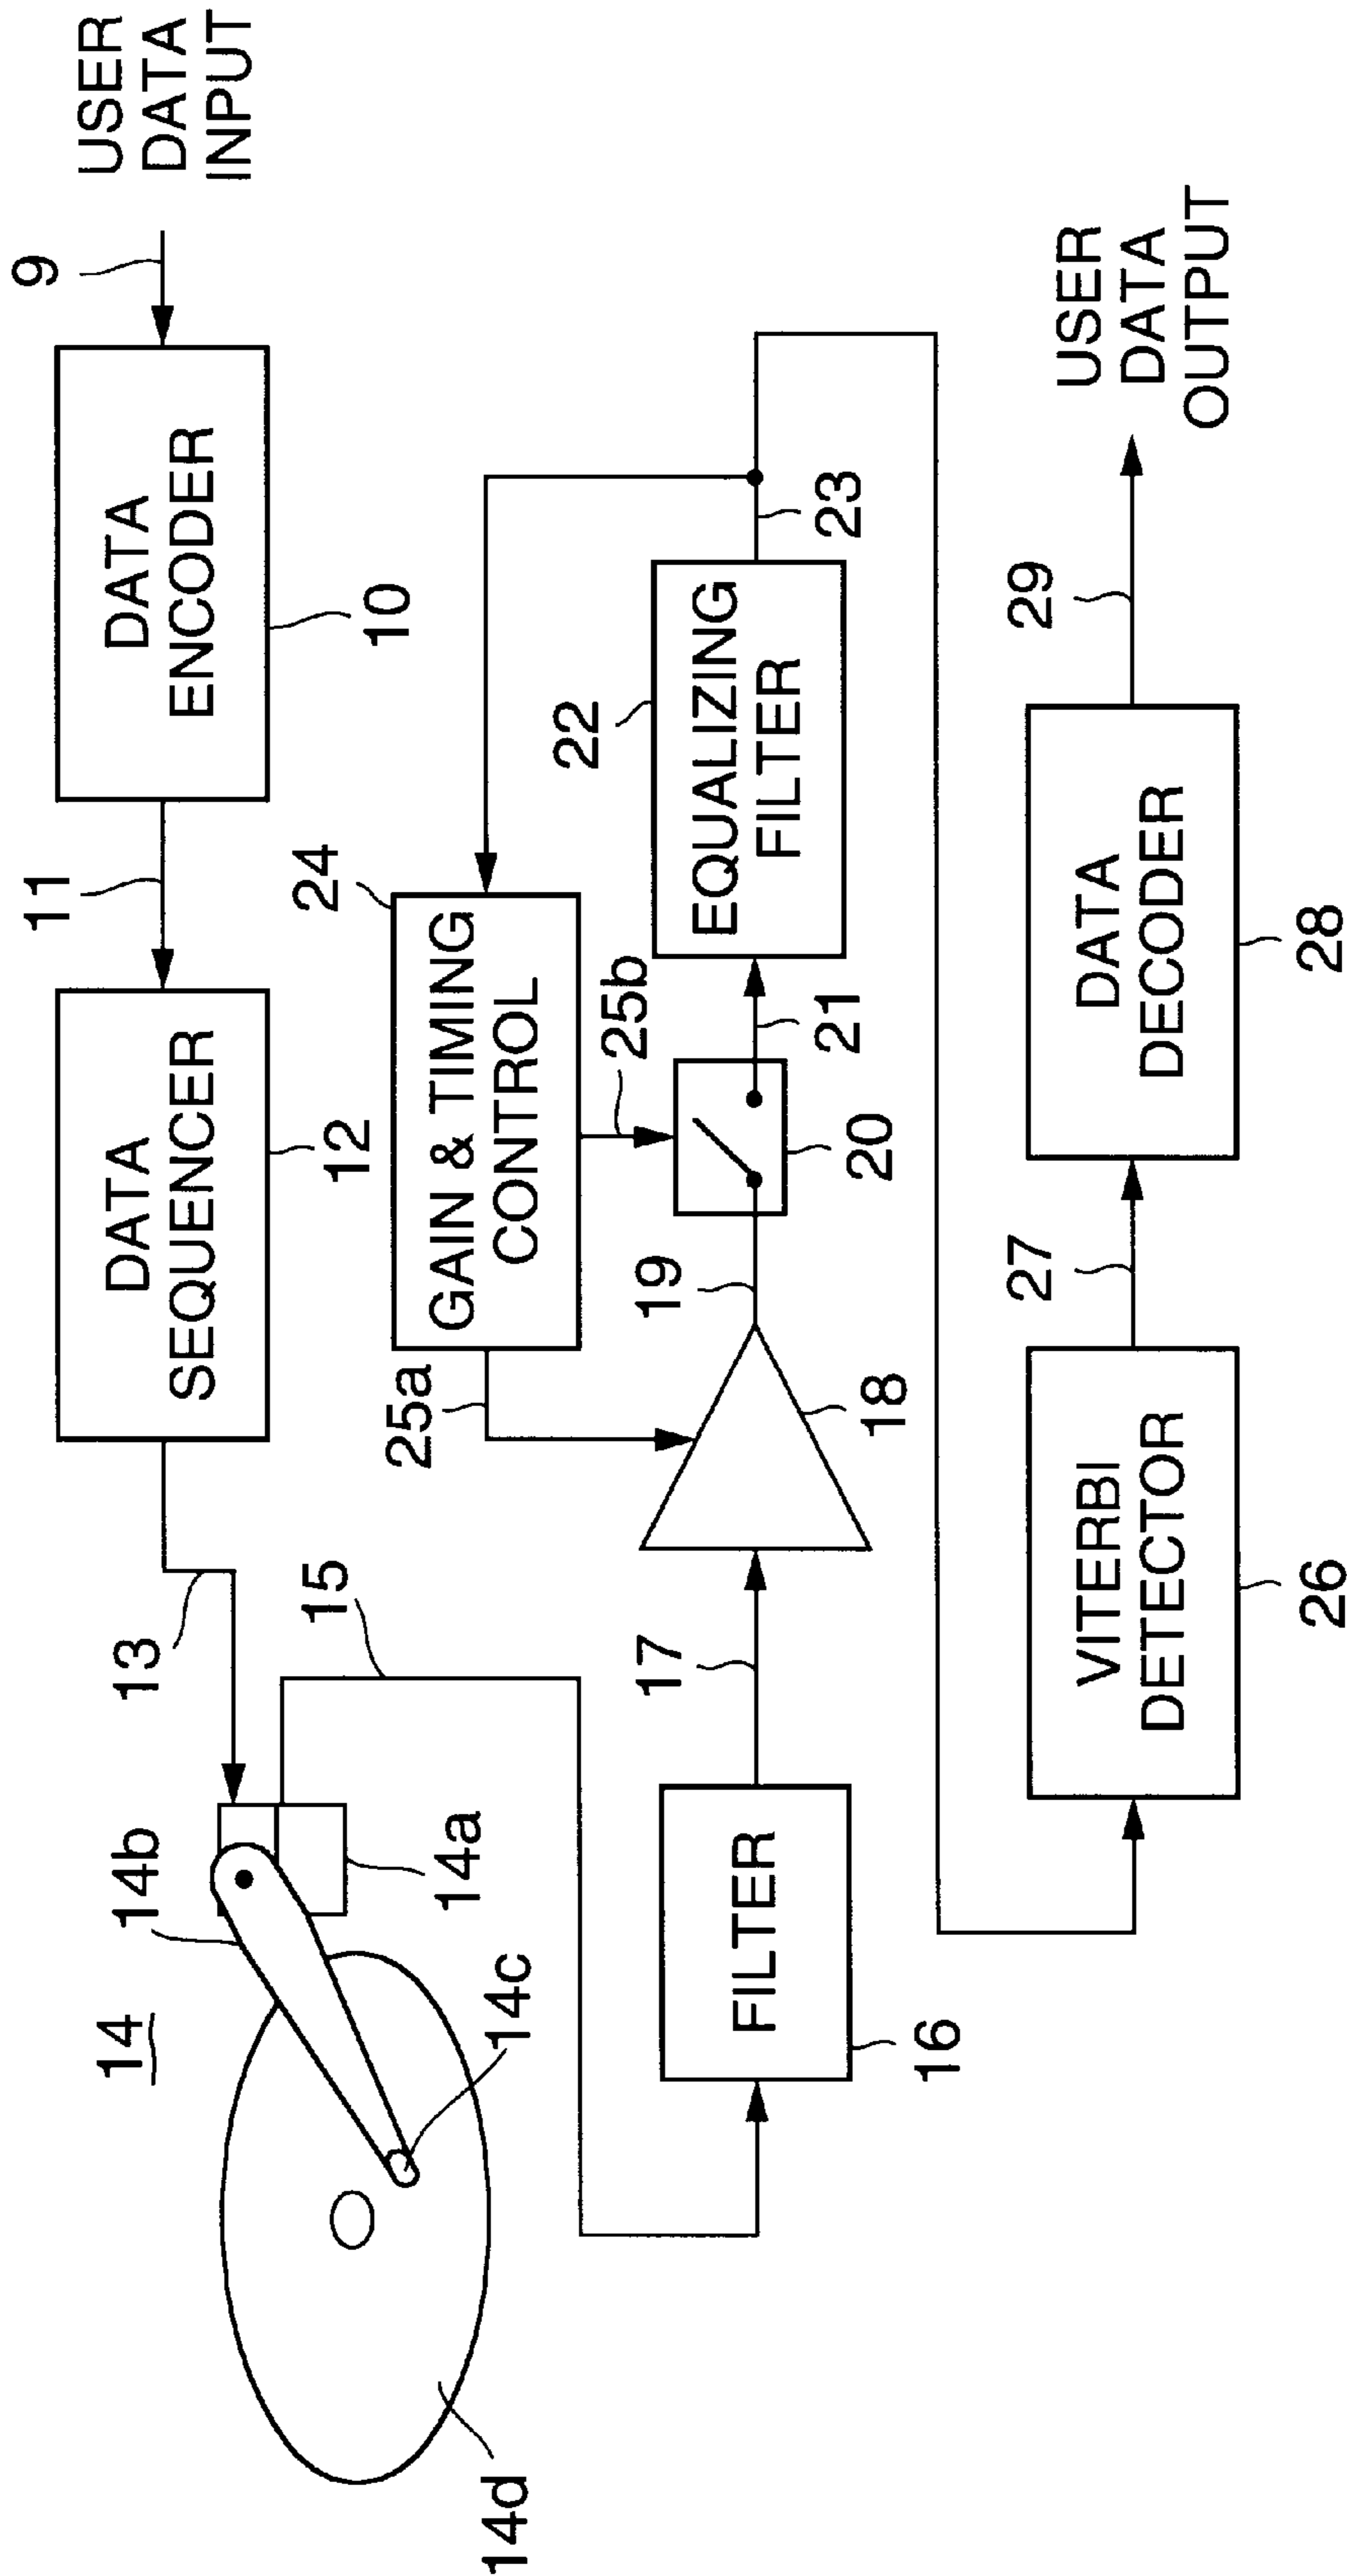 USER
DATA
INPUT
9
DATA
ENCODER
10
11
DATA
SEQUENCER
12
13
14
14b
14a
14c
14d
15
FILTER
16
17
18
19
20
21
EQUALIZING
FILTER
22
23
GAIN & TIMING
CONTROL
24
25a
25b
VITERBI
DETECTOR
26
27
DATA
DECODER
28
29
USER
DATA
OUTPUT